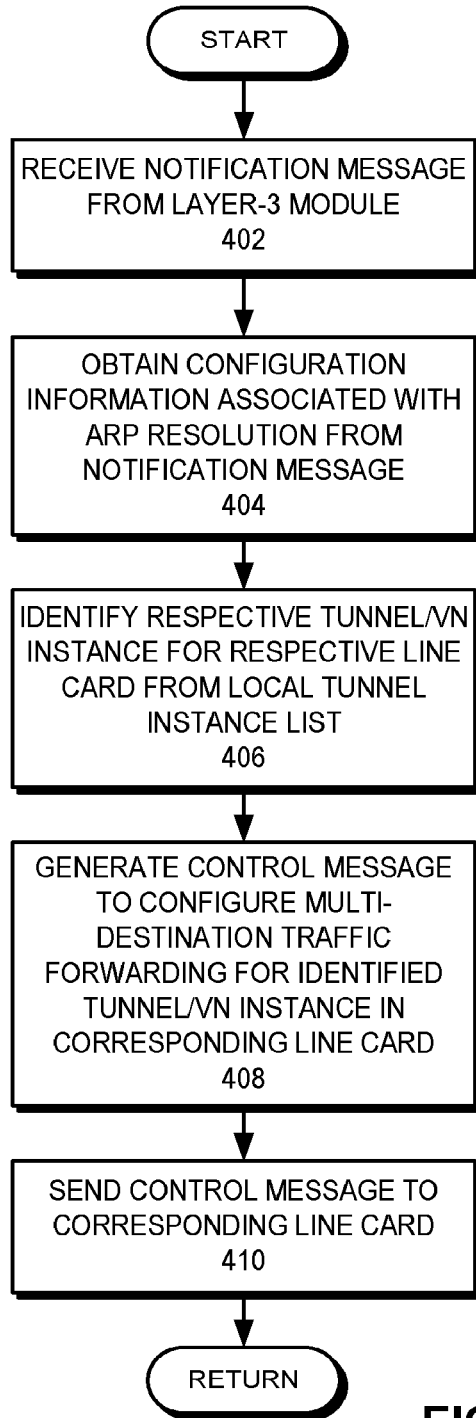 START
RECEIVE NOTIFICATION MESSAGE
FROM LAYER-3 MODULE
402
OBTAIN CONFIGURATION
INFORMATION ASSOCIATED WITH
ARP RESOLUTION FROM
NOTIFICATION MESSAGE
404
IDENTIFY RESPECTIVE TUNNEL/VN
INSTANCE FOR RESPECTIVE LINE
CARD FROM LOCAL TUNNEL
INSTANCE LIST
406
GENERATE CONTROL MESSAGE
TO CONFIGURE MULTI-
DESTINATION TRAFFIC
FORWARDING FOR IDENTIFIED
TUNNEL/VN INSTANCE IN
CORRESPONDING LINE CARD
408
SEND CONTROL MESSAGE TO
CORRESPONDING LINE CARD
410
RETURN